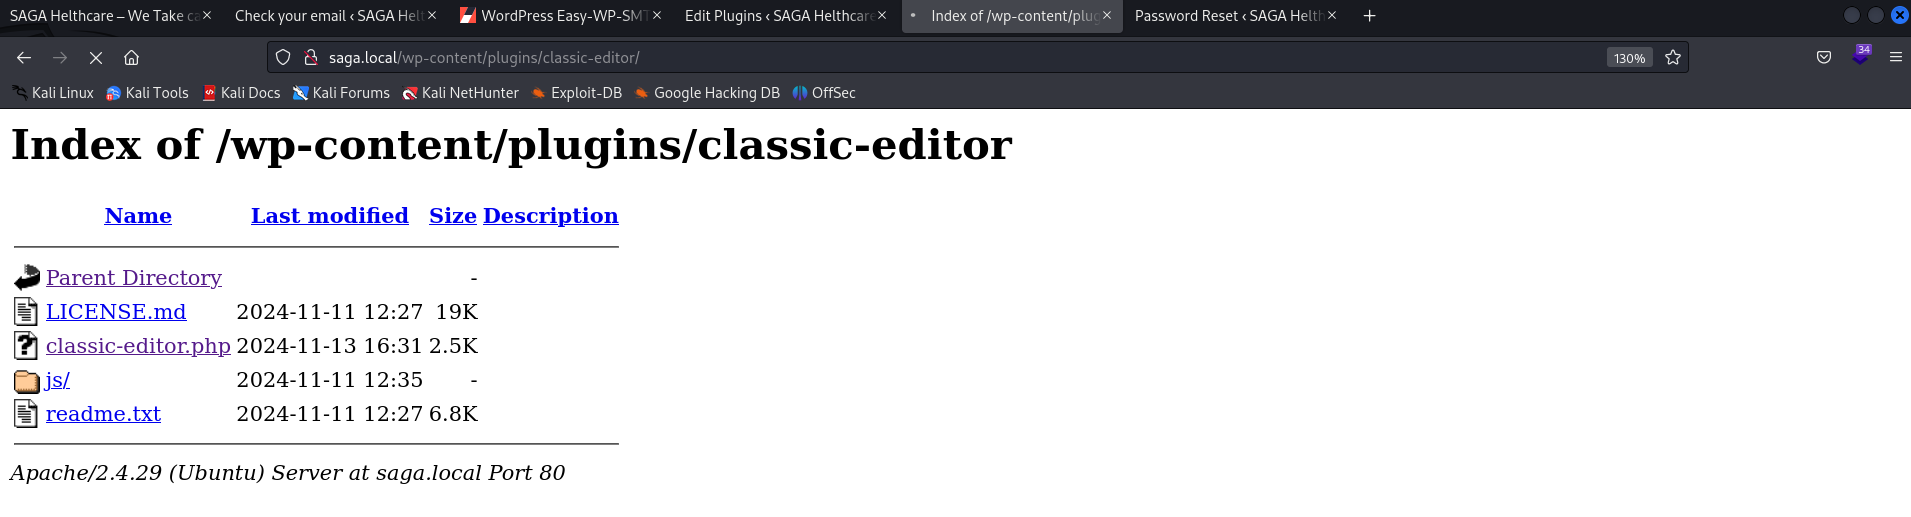 SAGA Helthcare – We Take ca
Check your email ‹ SAGA Helt
WordPress Easy-WP-SMT
Edit Plugins ‹ SAGA Helthcare
Index of /wp-content/plug
Password Reset ‹ SAGA Helth
saga.local/wp-content/plugins/classic-editor/
130%
34
Kali Linux Kali Tools Kali Docs Kali Forums Kali NetHunter Exploit-DB Google Hacking DB OffSec
Index of /wp-content/plugins/classic-editor
Name Last modified Size Description
Parent Directory -
LICENSE.md 2024-11-11 12:27 19K
classic-editor.php 2024-11-13 16:31 2.5K
js/ 2024-11-11 12:35 -
readme.txt 2024-11-11 12:27 6.8K
Apache/2.4.29 (Ubuntu) Server at saga.local Port 80